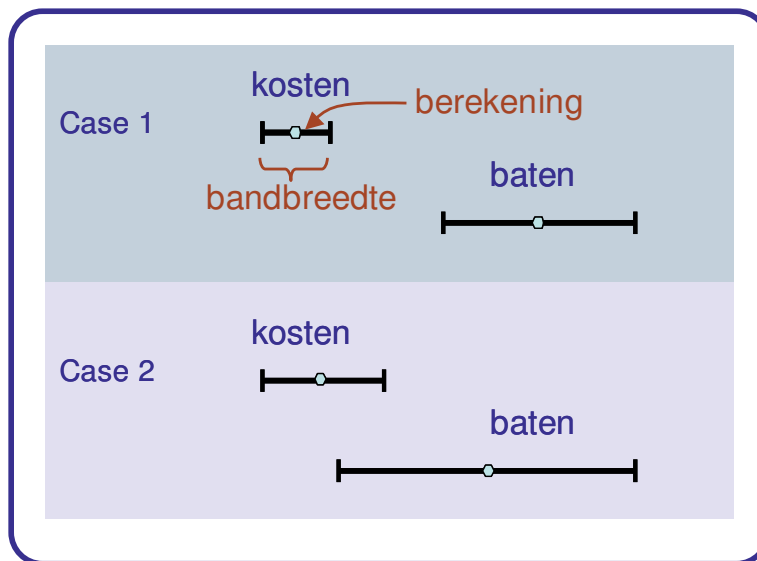 kosten
Case 1
berekening
baten
bandbreedte
kosten
Case 2
baten